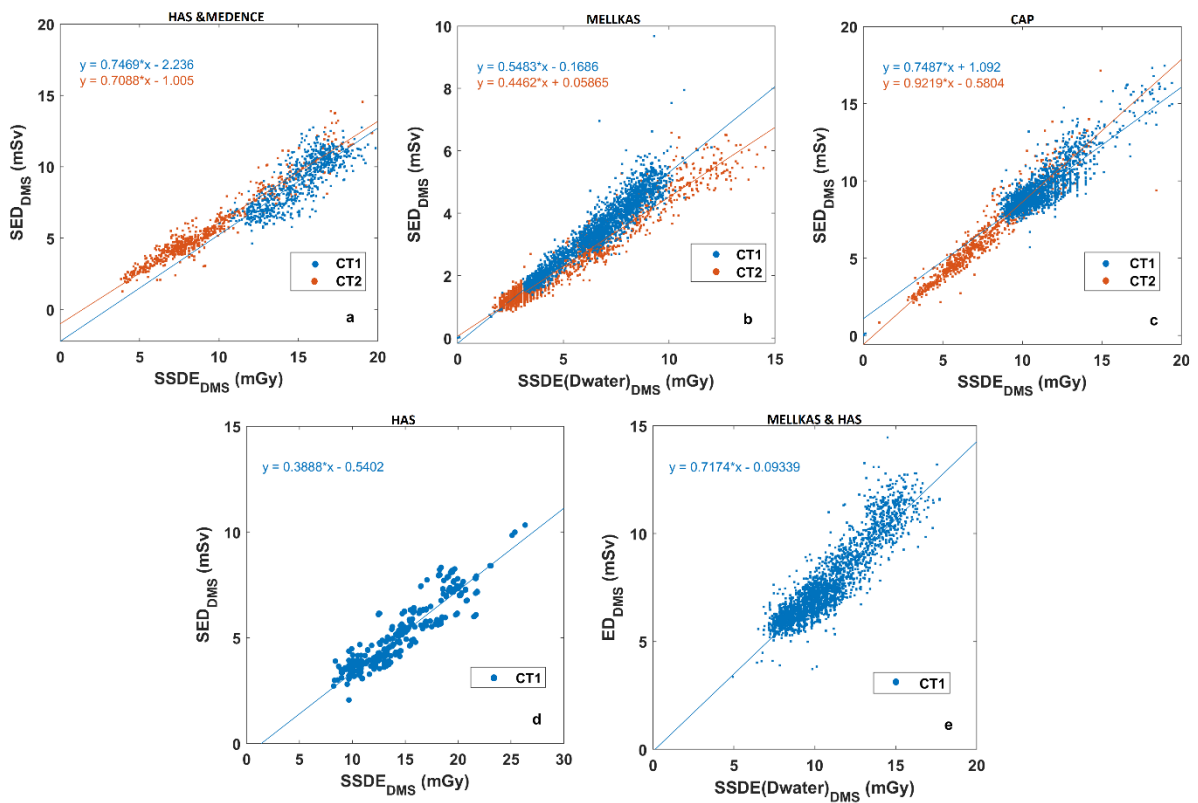 HAS &MEDENCE
y = 0.7469*x - 2.236
y = 0.7088*x - 1.005
20
15
10
5
0
SED_DMS (mSv)
CT1
CT2
a
0 5 10 15 20
SSDE_DMS (mGy)
MELLKAS
y = 0.5483*x - 0.1686
y = 0.4462*x + 0.05865
10
8
6
4
2
0
SED_DMS (mSv)
CT1
CT2
b
0 5 10 15
SSDE(Dwater)_DMS (mGy)
CAP
y = 0.7487*x + 1.092
y = 0.9219*x - 0.5804
20
15
10
5
0
SED_DMS (mSv)
CT1
CT2
c
0 5 10 15 20
SSDE_DMS (mGy)
HAS
y = 0.3888*x - 0.5402
15
10
5
0
SED_DMS (mSv)
CT1
d
0 5 10 15 20 25 30
SSDE_DMS (mGy)
MELLKAS & HAS
y = 0.7174*x - 0.09339
15
10
5
0
ED_DMS (mSv)
CT1
e
0 5 10 15 20
SSDE(Dwater)_DMS (mGy)